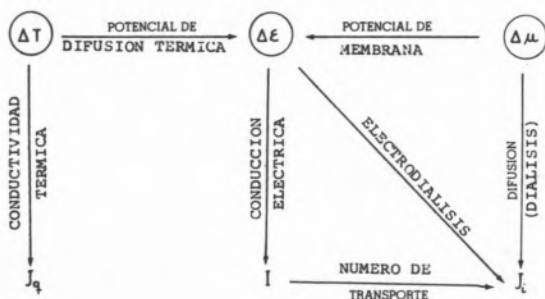 ΔT
POTENCIAL DE
DIFUSION TERMICA
Δε
POTENCIAL DE
MEMBRANA
Δμ
CONDUCTIVIDAD
TERMICA
CONDUCCION
ELECTRICA
ELECTRODIALISIS
DIFUSION
(DIALISIS)
Jq
I
NUMERO DE
TRANSPORTE
Ji